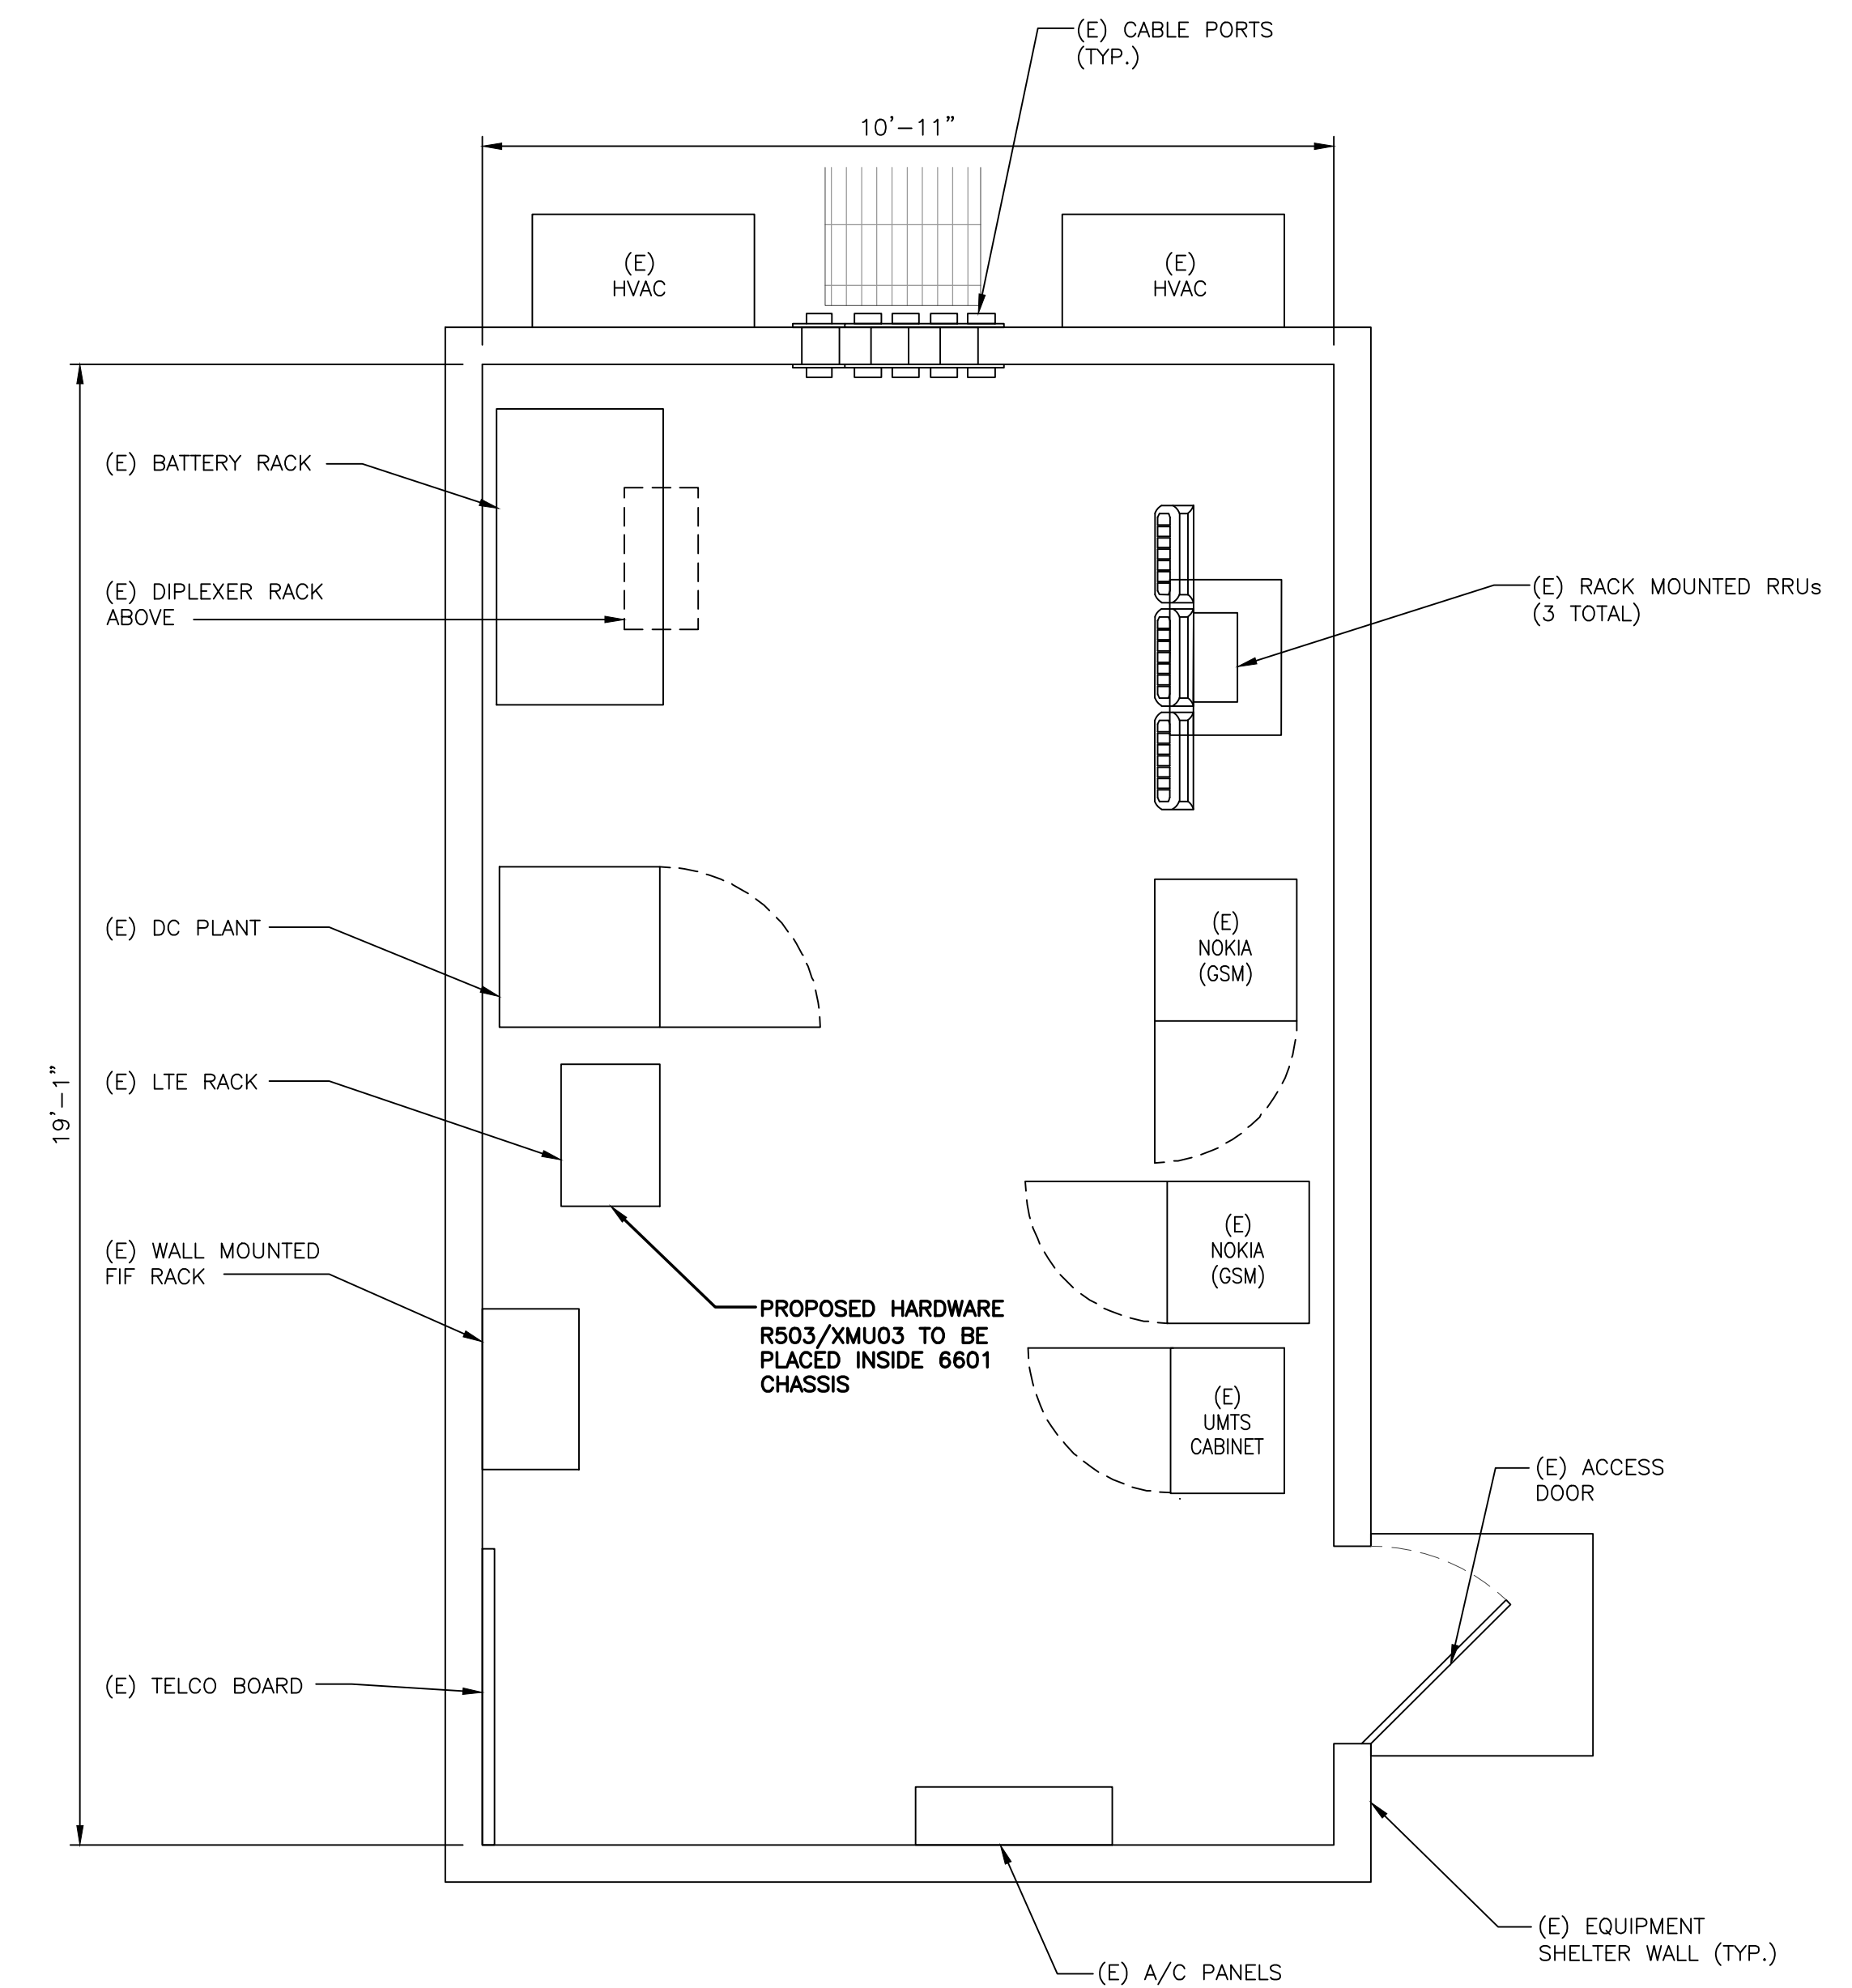 (E) CABLE PORTS
(TYP.)
10'-11"
(E)
HVAC
(E)
HVAC
(E) BATTERY RACK
(E) DIPLEXER RACK
ABOVE
(E) RACK MOUNTED RRUs
(3 TOTAL)
(E) DC PLANT
(E)
NOKIA
(GSM)
19'-1"
(E) LTE RACK
(E)
NOKIA
(GSM)
(E) WALL MOUNTED
FIF RACK
PROPOSED HARDWARE
R503/XMU03 TO BE
PLACED INSIDE 6601
CHASSIS
(E)
UMTS
CABINET
(E) ACCESS
DOOR
(E) TELCO BOARD
(E) EQUIPMENT
SHELTER WALL (TYP.)
(E) A/C PANELS